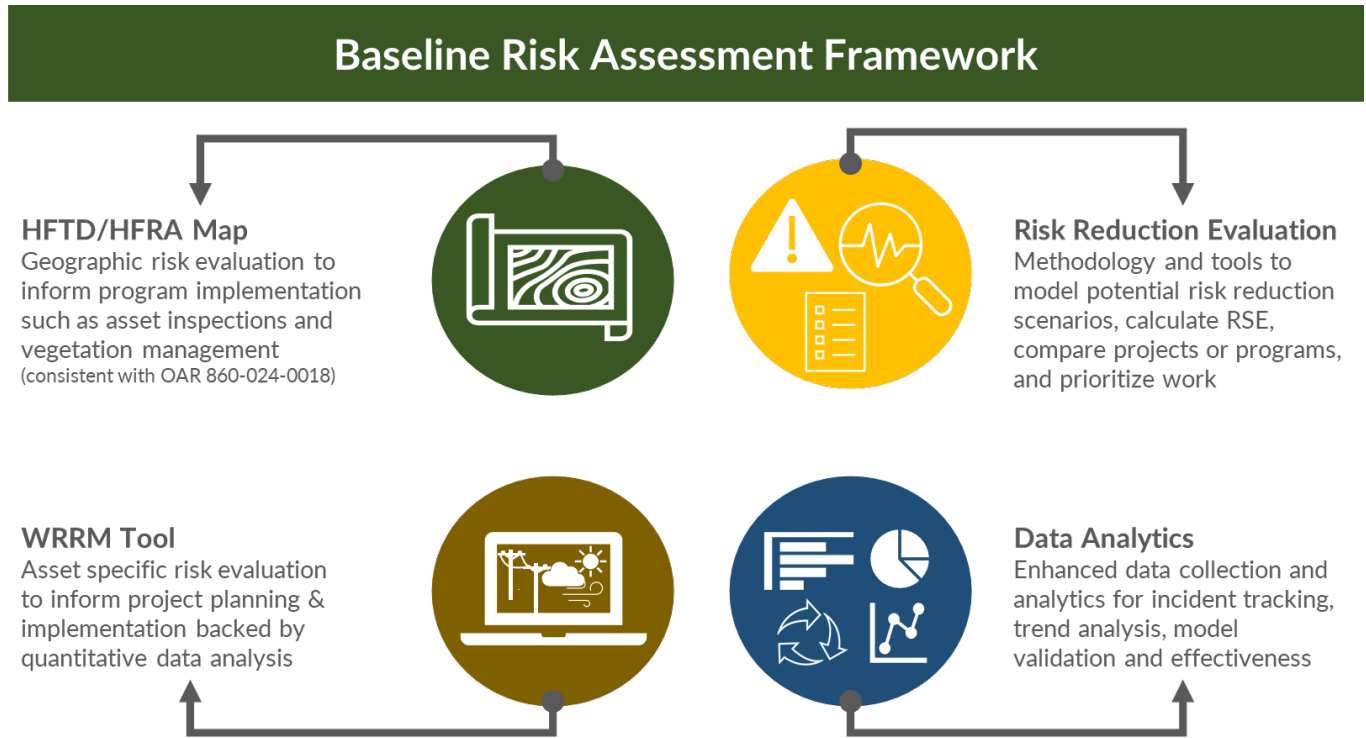 Baseline Risk Assessment Framework
HFTD/HFRA Map
Geographic risk evaluation to
inform program implementation
such as asset inspections and
vegetation management
(consistent with OAR 860-024-0018)
Risk Reduction Evaluation
Methodology and tools to
model potential risk reduction
scenarios, calculate RSE,
compare projects or programs,
and prioritize work
WRRM Tool
Asset specific risk evaluation
to inform project planning &
implementation backed by
quantitative data analysis
Data Analytics
Enhanced data collection and
analytics for incident tracking,
trend analysis, model
validation and effectiveness